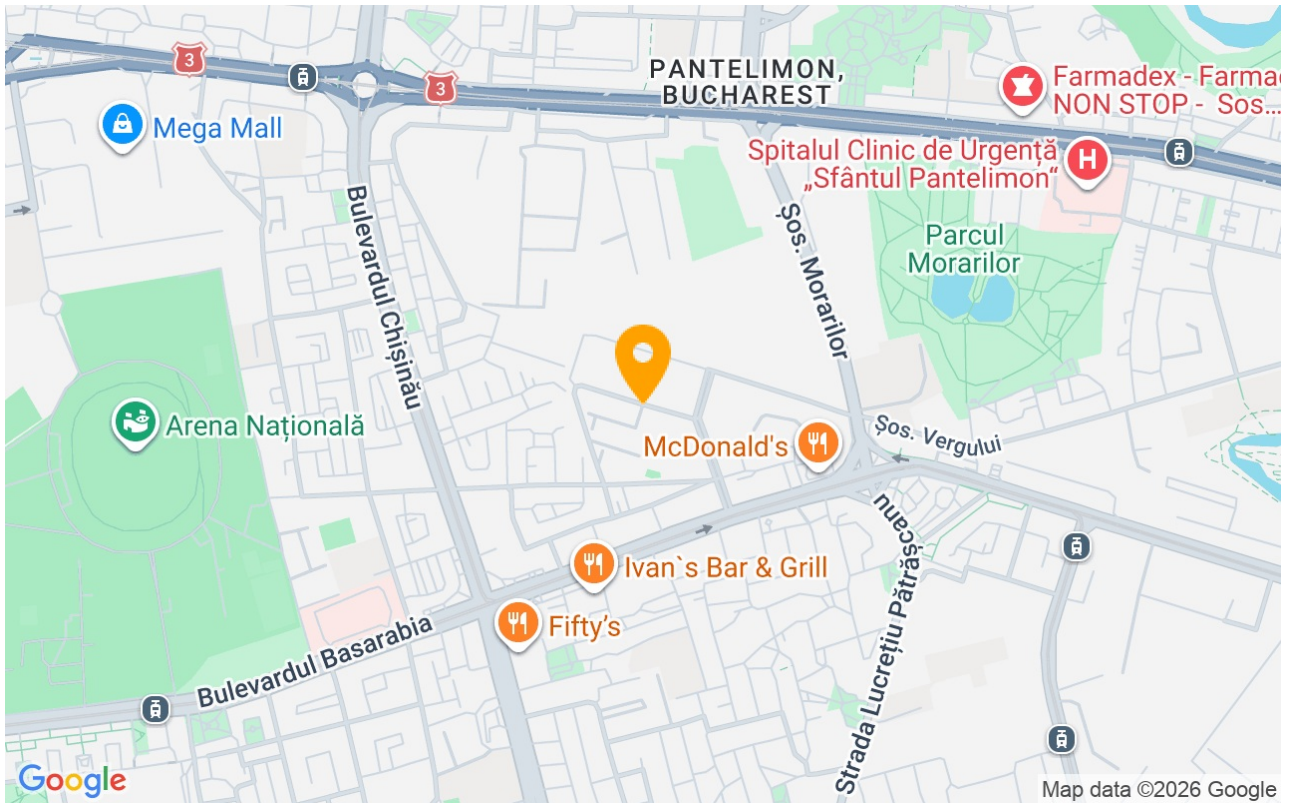 3
3
PANTELIMON,
BUCHAREST
Farmadex - Farmac
NON STOP - Sos...
Mega Mall
Spitalul Clinic de Urgență
„Sfântul Pantelimon“
H
Bulevardul Chișinău
Șos. Morarilor
Parcul
Morarilor
Arena Națională
McDonald's
Șos. Vergului
Ivan`s Bar & Grill
Fifty’s
Strada Lucrețiu Pătrășcanu
Bulevardul Basarabia
Google
Map data ©2026 Google